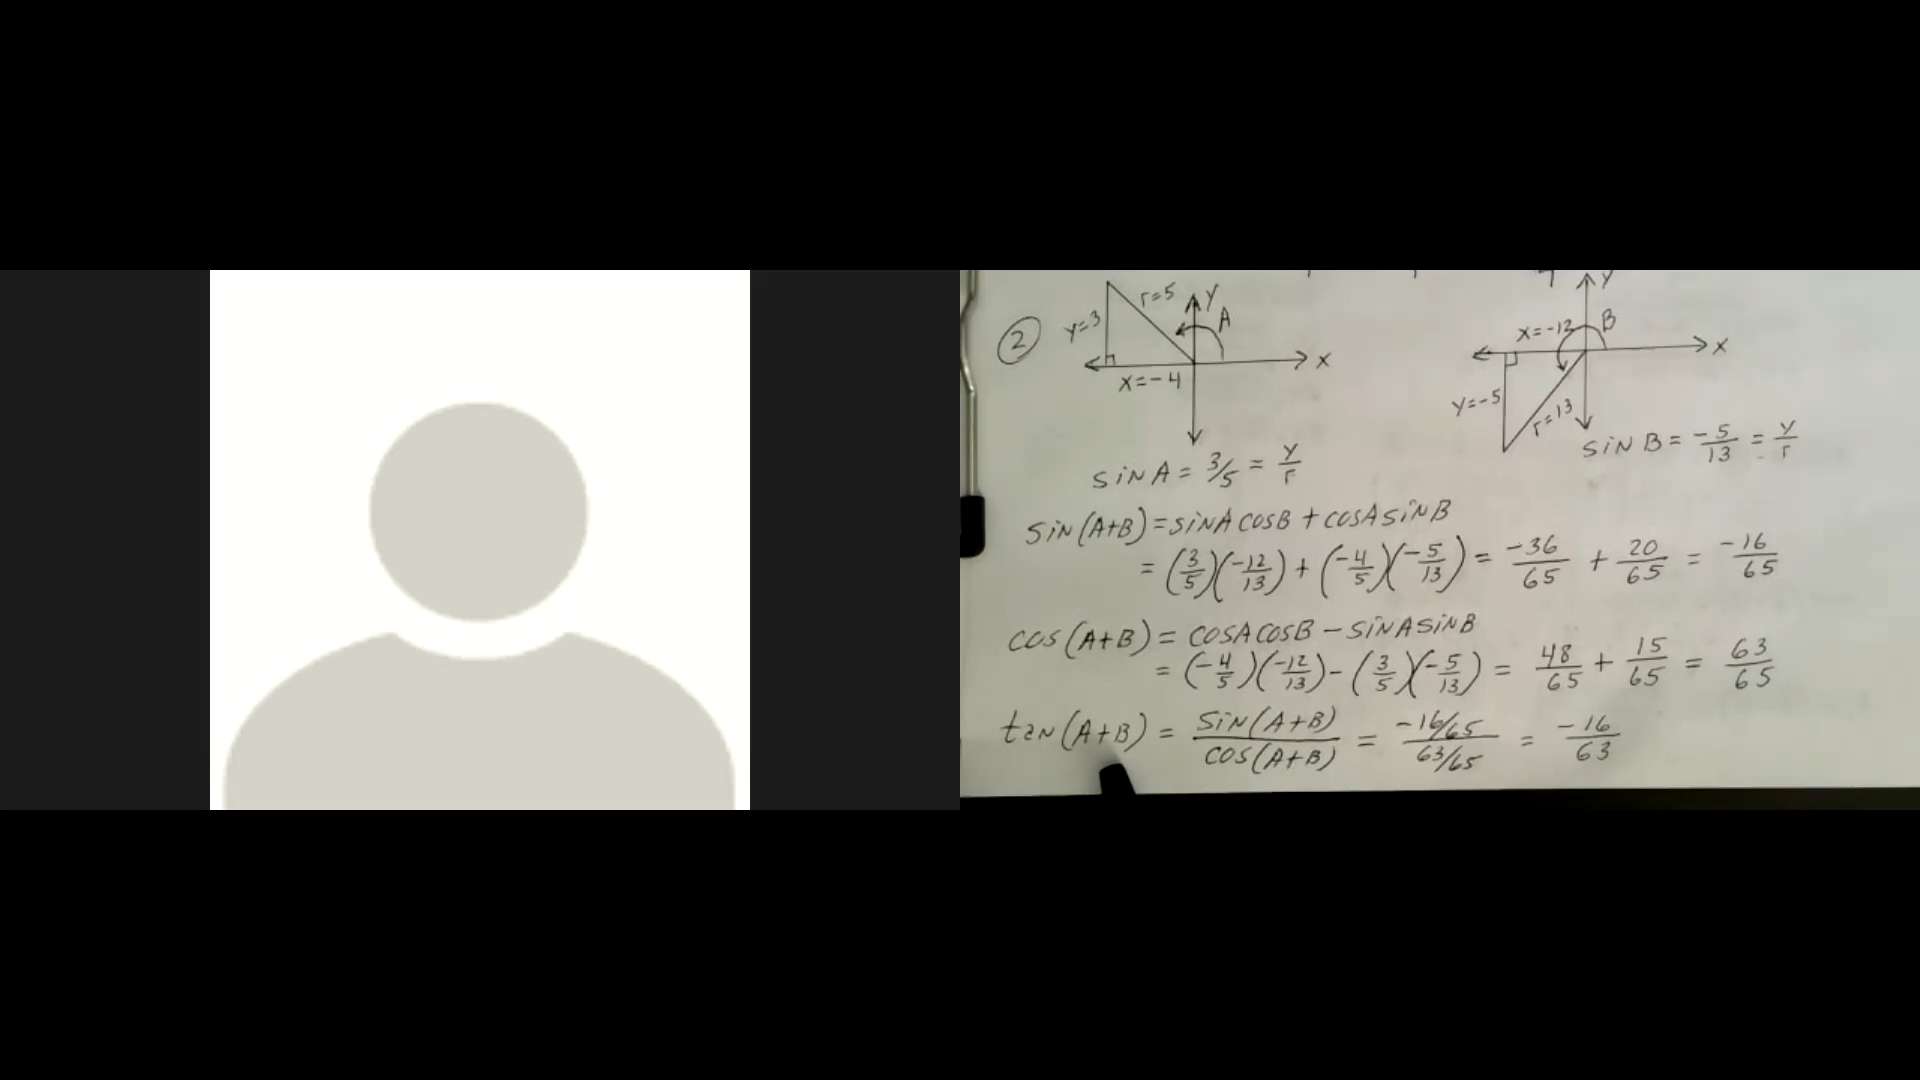 2
y=3
r=5
Y
A
X
x=-4
sin A = 3/5 = y/r
Y
x=-12
B
X
y=-5
r=13
sin B = -5/13 = y/r
sin(A+B) = sinA cosB + cosA sinB
= (3/5)(-12/13) + (-4/5)(-5/13) = -36/65 + 20/65 = -16/65
cos(A+B) = cosA cosB - sinA sinB
= (-4/5)(-12/13) - (3/5)(-5/13) = 48/65 + 15/65 = 63/65
tan(A+B) = sin(A+B)/cos(A+B) = -16/65 / 63/65 = -16/63